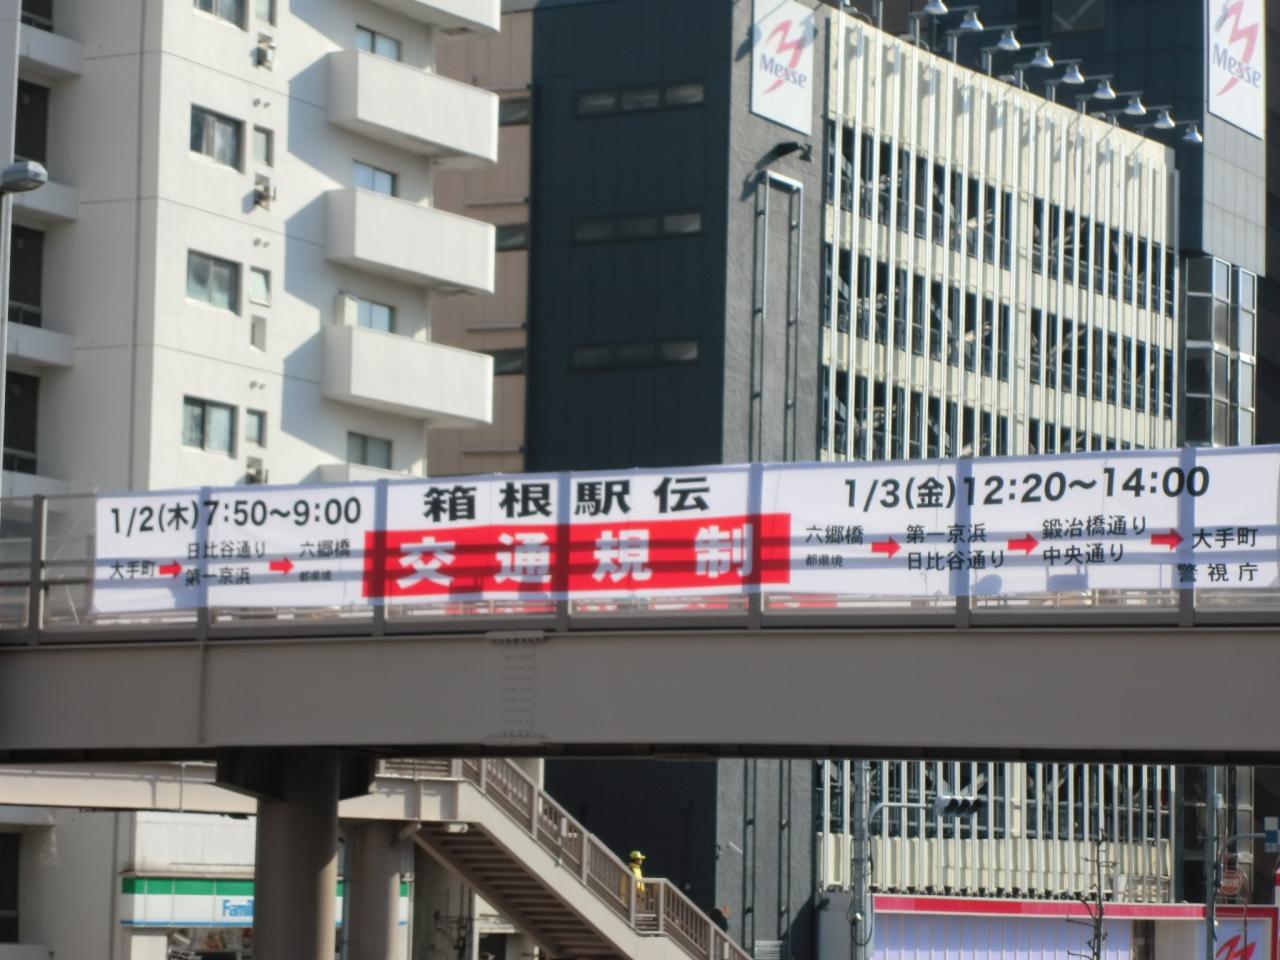 Messe
Messe
1/2(木)7:50～9:00
大手町→日比谷通り 第一京浜→六郷橋 都県境
箱根駅伝
交通規制
1/3(金)12:20～14:00
六郷橋 都県境→第一京浜 日比谷通り→鍛冶橋通り 中央通り→大手町
警視庁
Fami